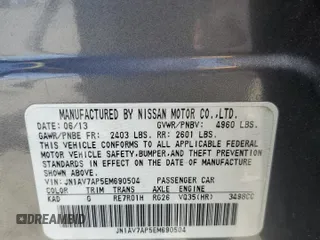 MANUFACTURED BY NISSAN MOTOR CO.,LTD.
DATE: 06/13 GVWR/PNBV: 4960 LBS.
GAWR/PNBE FR: 2403 LBS. RR: 2601 LBS.
THIS VEHICLE CONFORMS TO ALL APPLICABLE
FEDERAL MOTOR VEHICLE SAFETY, BUMPER, AND THEFT PREVENTION
STANDARDS IN EFFECT ON THE DATE OF MANUFACTURE SHOWN ABOVE.
JN1AV7AP5EM690504 PASSENGER CAR
COLOR TRIM TRANS AXLE ENGINE
KAD G RE7R01H RG26 VQ35(HR) 3498CC
JN1AV7AP5EM690504